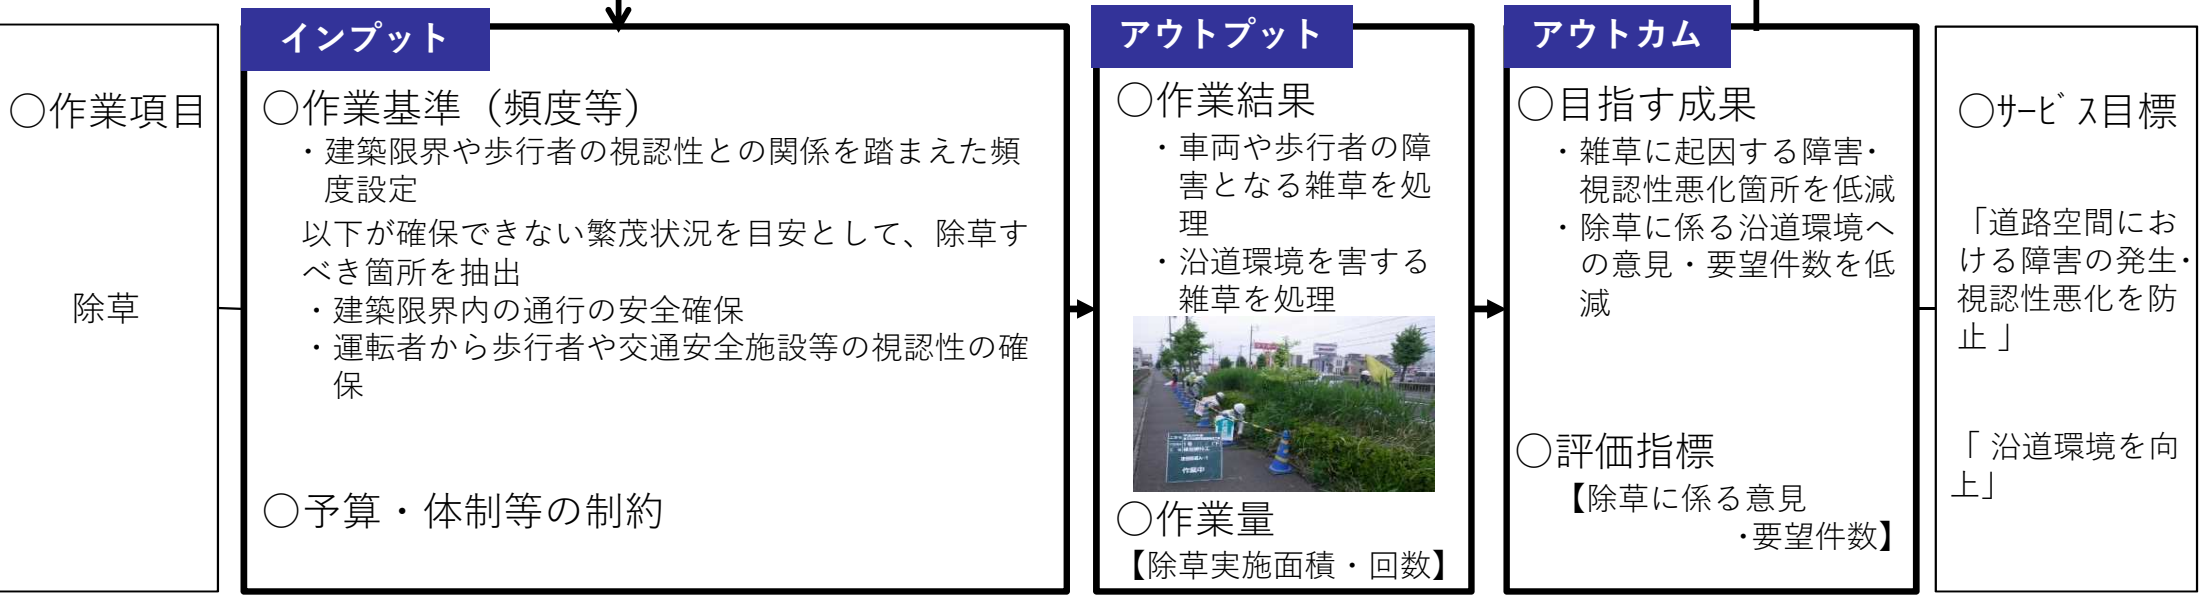 ○作業項目
除草
インプット
○作業基準（頻度等）
・建築限界や歩行者の視認性との関係を踏まえた頻
度設定
以下が確保できない繁茂状況を目安として、除草す
べき箇所を抽出
・建築限界内の通行の安全確保
・運転者から歩行者や交通安全施設等の視認性の確
保
○予算・体制等の制約
アウトプット
○作業結果
・車両や歩行者の障
害となる雑草を処
理
・沿道環境を害する
雑草を処理
作業中
○作業量
【除草実施面積・回数】
アウトカム
○目指す成果
・雑草に起因する障害・
視認性悪化箇所を低減
・除草に係る沿道環境へ
の意見・要望件数を低
減
○評価指標
【除草に係る意見
・要望件数】
○ｻｰﾋﾞｽ目標
「道路空間にお
ける障害の発生・
視認性悪化を防
止 」
「 沿道環境を向
上」